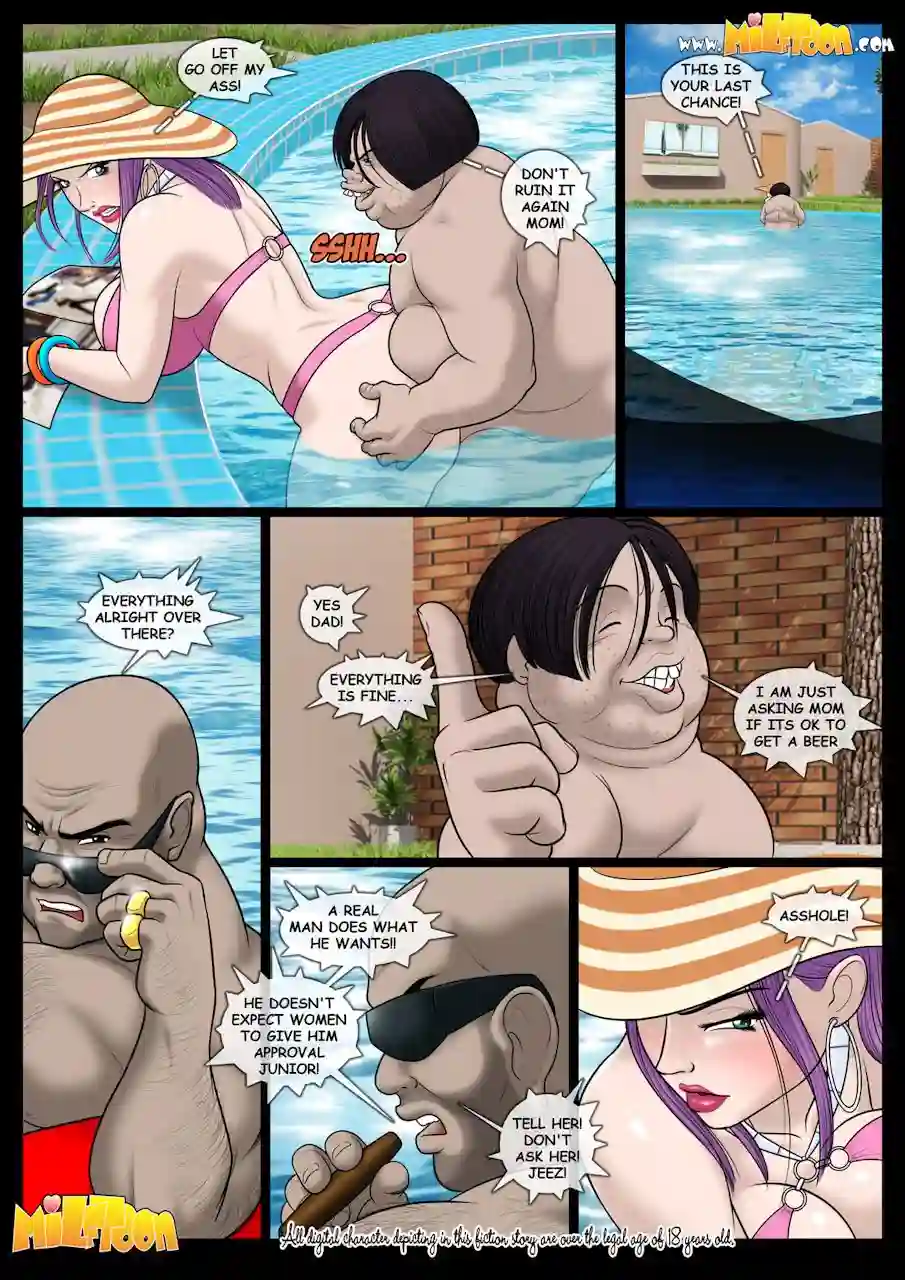 www.MilfToon.com
LET
GO OFF MY
ASS!
DON'T
RUIN IT
AGAIN
MOM!
SSHH...
THIS IS
YOUR LAST
CHANCE!
EVERYTHING
ALRIGHT OVER
THERE?
YES
DAD!
EVERYTHING
IS FINE...
I AM JUST
ASKING MOM
IF ITS OK TO
GET A BEER
A REAL
MAN DOES WHAT
HE WANTS!!
HE DOESN'T
EXPECT WOMEN
TO GIVE HIM
APPROVAL
JUNIOR!
TELL HER!
DON'T
ASK HER!
JEEZ!
ASSHOLE!
MilfToon
All digital character depicting in this fiction story are over the legal age of 18 years old.